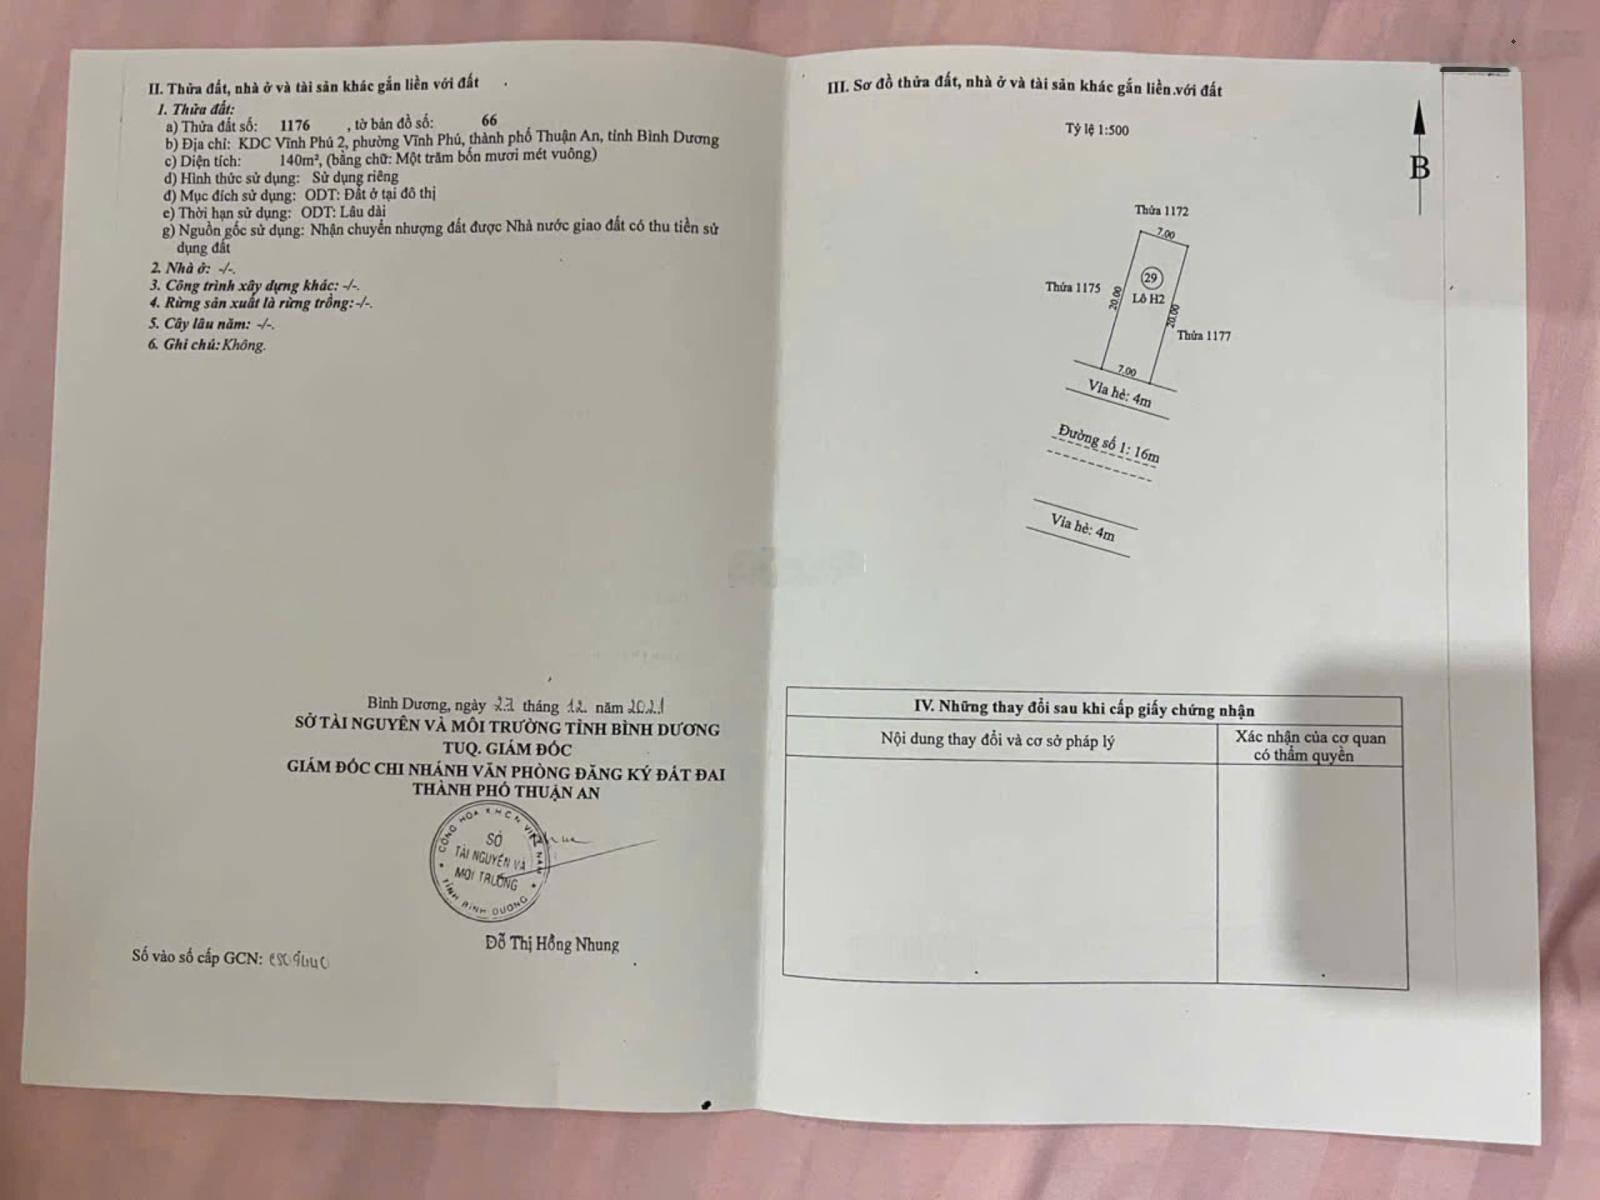 II. Thửa đất, nhà ở và tài sản khác gắn liền với đất
1. Thửa đất:
a) Thửa đất số: 1176 , tờ bản đồ số: 66
b) Địa chỉ: KDC Vĩnh Phú 2, phường Vĩnh Phú, thành phố Thuận An, tỉnh Bình Dương
c) Diện tích: 140m², (bằng chữ: Một trăm bốn mươi mét vuông)
d) Hình thức sử dụng: Sử dụng riêng
đ) Mục đích sử dụng: ODT: Đất ở tại đô thị
e) Thời hạn sử dụng: ODT: Lâu dài
g) Nguồn gốc sử dụng: Nhận chuyển nhượng đất được Nhà nước giao đất có thu tiền sử
dụng đất
2. Nhà ở: -/-.
3. Công trình xây dựng khác: -/-.
4. Rừng sản xuất là rừng trồng: -/-.
5. Cây lâu năm: -/-.
6. Ghi chú: Không.
Bình Dương, ngày 27 tháng 12 năm 2021
SỞ TÀI NGUYÊN VÀ MÔI TRƯỜNG TỈNH BÌNH DƯƠNG
TUQ. GIÁM ĐỐC
GIÁM ĐỐC CHI NHÁNH VĂN PHÒNG ĐĂNG KÝ ĐẤT ĐAI
THÀNH PHỐ THUẬN AN
CỘNG HÒA X.H.C.N VIỆT NAM
SỞ
TÀI NGUYÊN VÀ
MÔI TRƯỜNG
TỈNH BÌNH DƯƠNG
Đỗ Thị Hồng Nhung
Số vào sổ cấp GCN:
III. Sơ đồ thửa đất, nhà ở và tài sản khác gắn liền với đất
Tỷ lệ 1:500
B
Thửa 1172
7.00
29
Thửa 1175
20.00
Lô H2
20.00
Thửa 1177
7.00
Vỉa hè: 4m
Đường số 1: 16m
Vỉa hè: 4m
IV. Những thay đổi sau khi cấp giấy chứng nhận
Nội dung thay đổi và cơ sở pháp lý
Xác nhận của cơ quan
có thẩm quyền